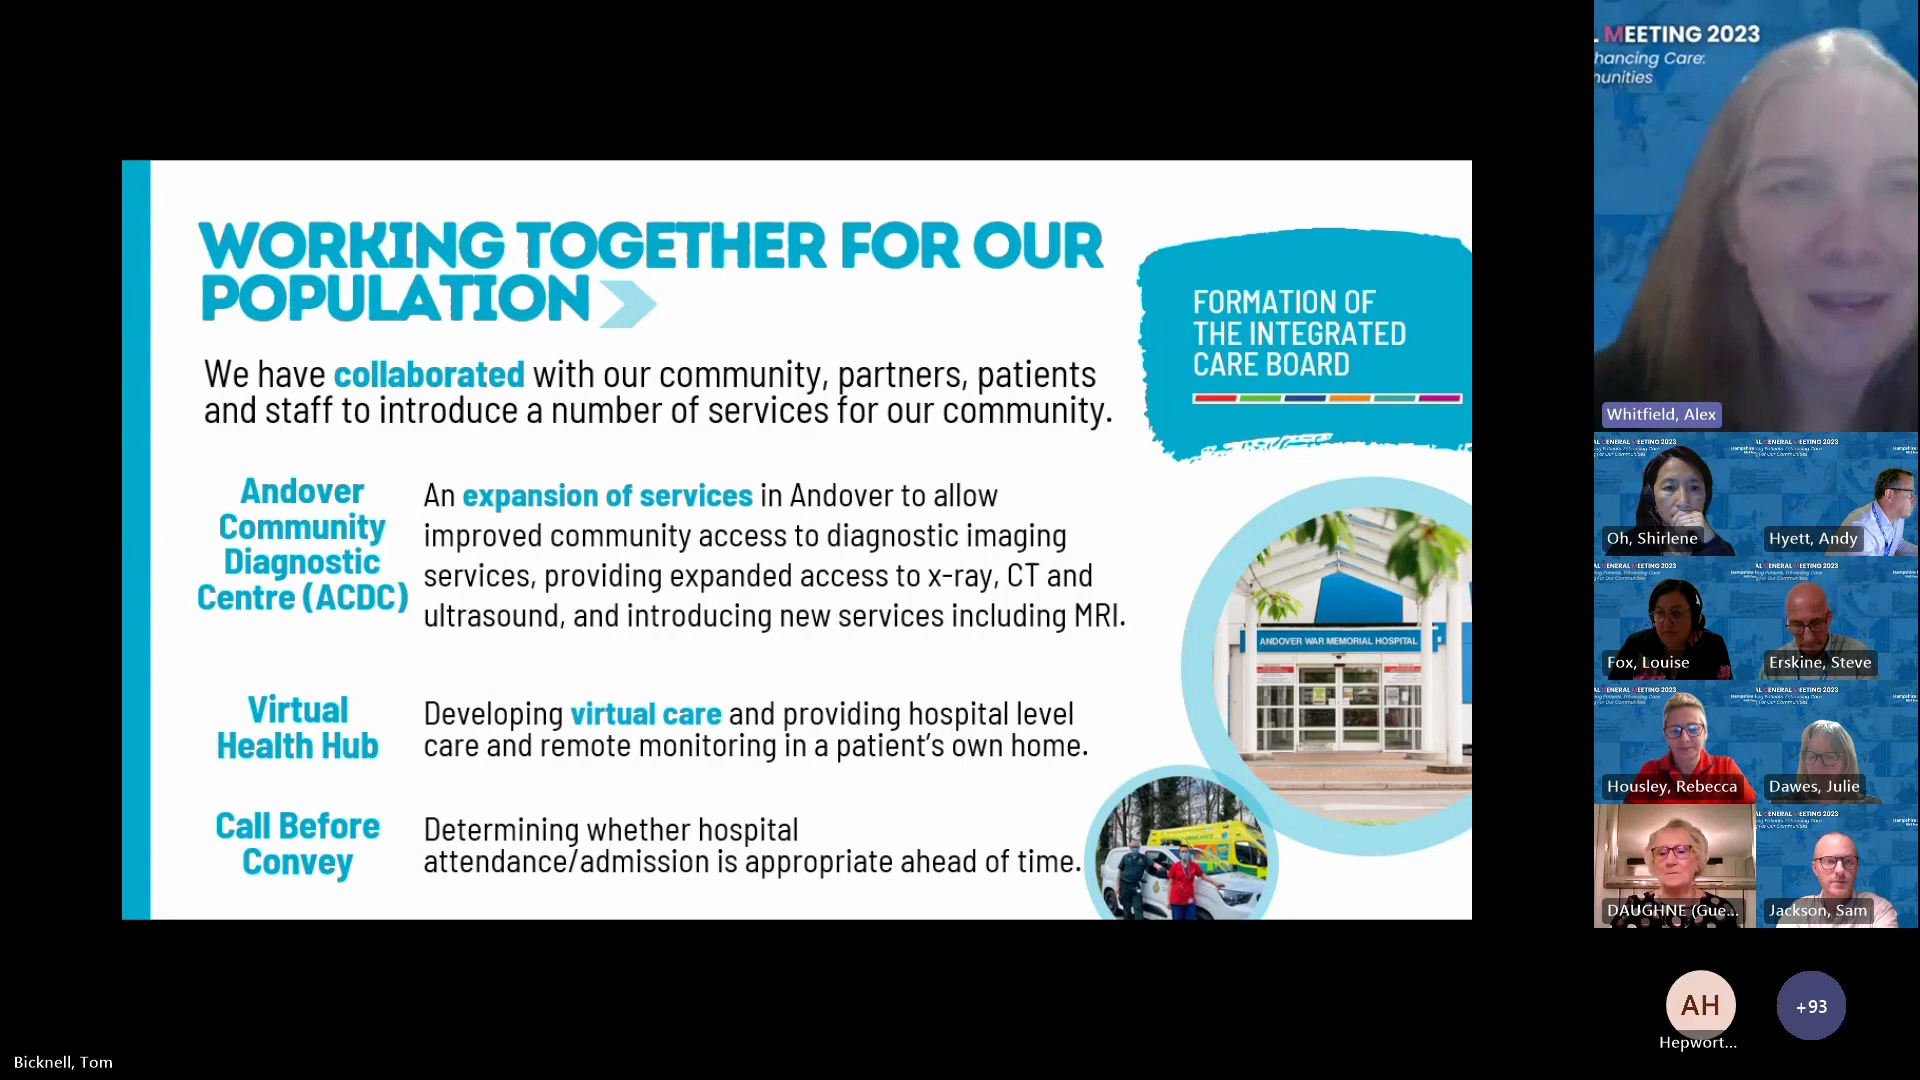 WORKING TOGETHER FOR OUR
POPULATION
We have collaborated with our community, partners, patients
and staff to introduce a number of services for our community.
Andover
Community
Diagnostic
Centre (ACDC)
An expansion of services in Andover to allow
improved community access to diagnostic imaging
services, providing expanded access to x-ray, CT and
ultrasound, and introducing new services including MRI.
Virtual
Health Hub
Developing virtual care and providing hospital level
care and remote monitoring in a patient's own home.
Call Before
Convey
Determining whether hospital
attendance/admission is appropriate ahead of time.
FORMATION OF
THE INTEGRATED
CARE BOARD
ANDOVER WAR MEMORIAL HOSPITAL
L MEETING 2023
hancing Care:
munities
Whitfield, Alex
Oh, Shirlene
Hyett, Andy
Fox, Louise
Erskine, Steve
Housley, Rebecca
Dawes, Julie
DAUGHNE (Gue...
Jackson, Sam
AH
Hepwort...
+93
Bicknell, Tom